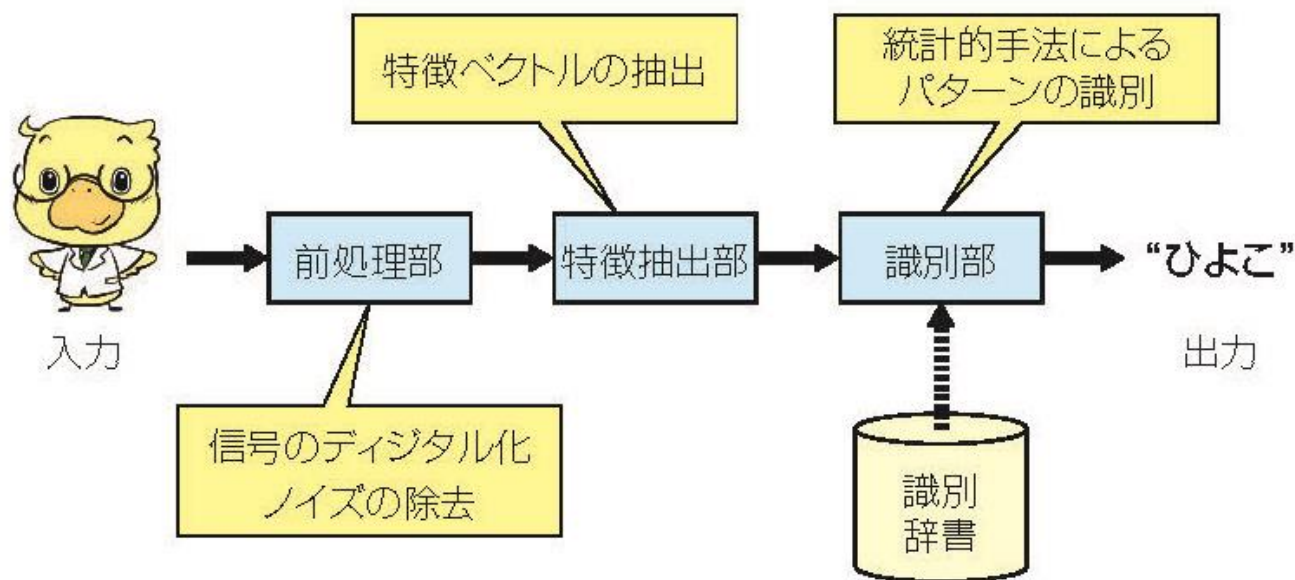 特徴ベクトルの抽出
統計的手法による
パターンの識別
前処理部
特徴抽出部
識別部
“ひよこ”
入力
出力
信号のディジタル化
ノイズの除去
識別
辞書